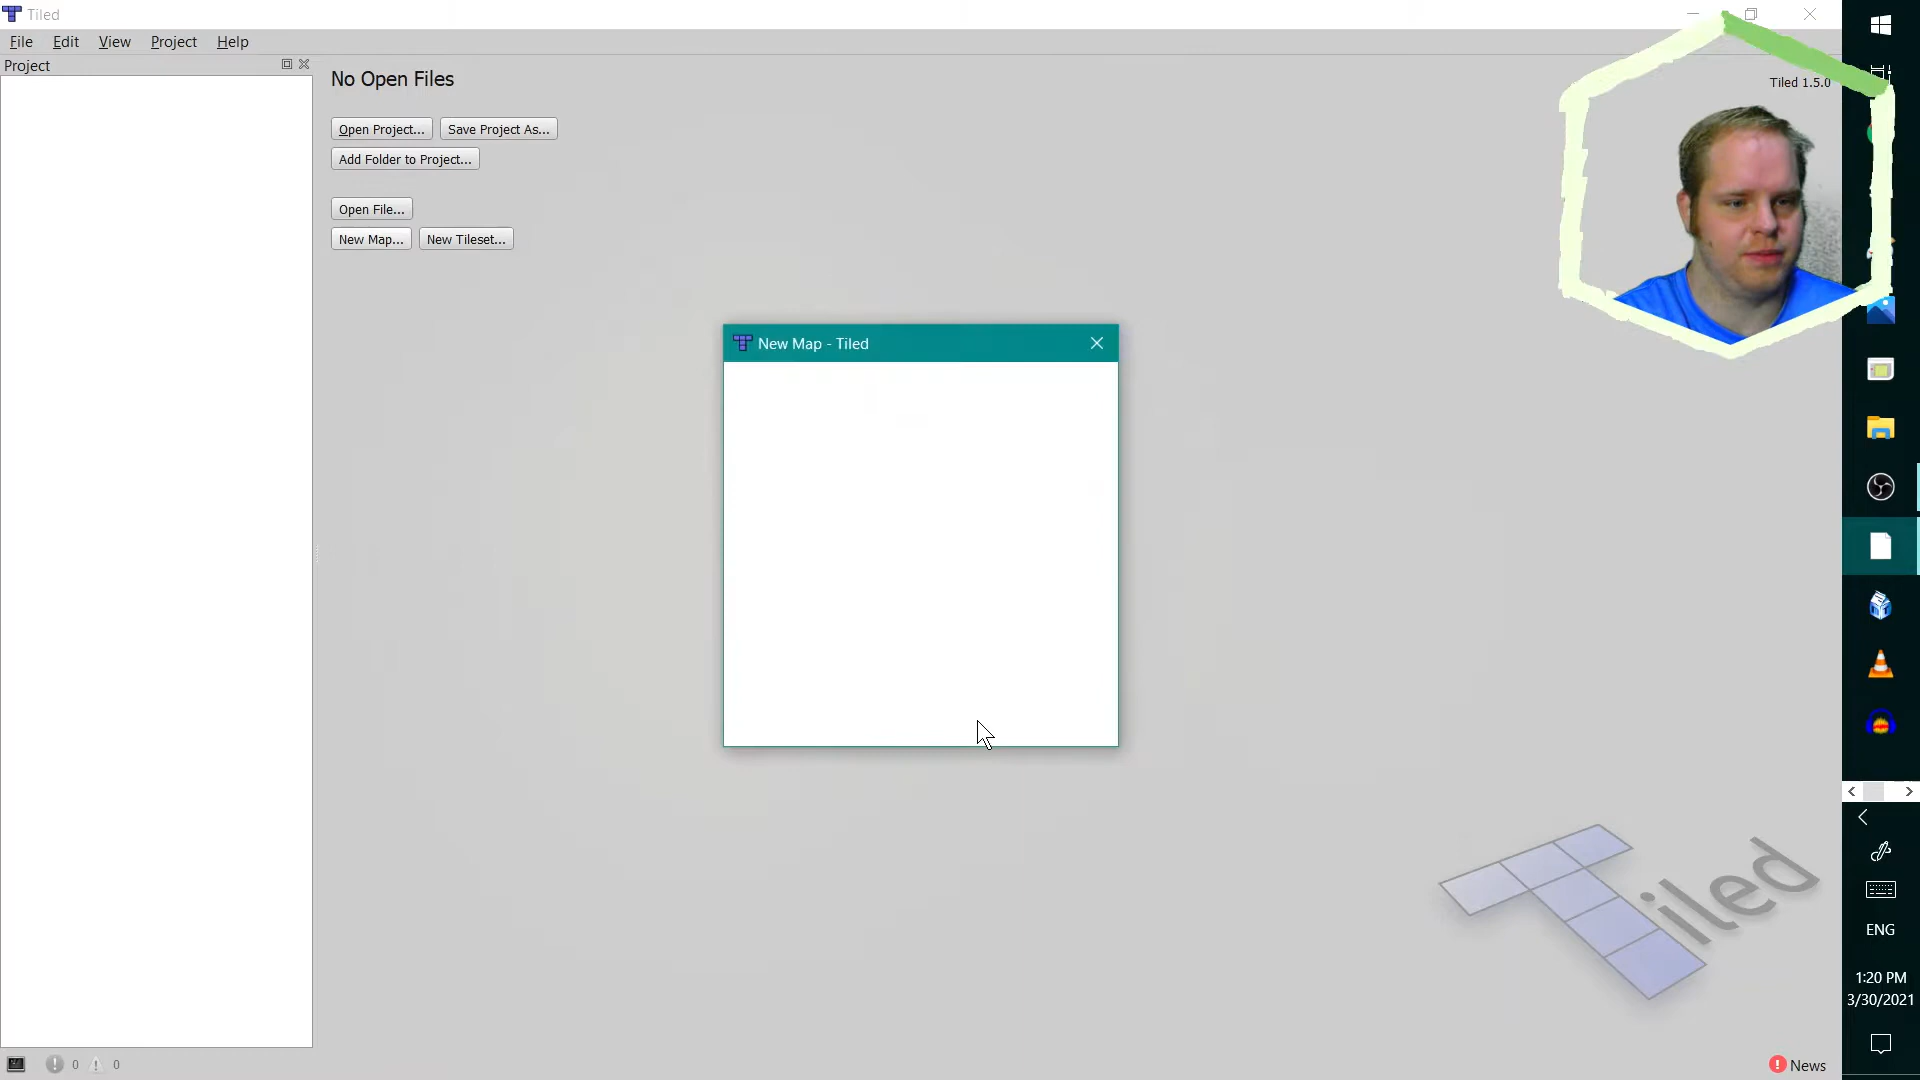 Tiled
File Edit View Project Help
Project
No Open Files
Tiled 1.5.0
Open Project... Save Project As...
Add Folder to Project...
Open File...
New Map... New Tileset...
New Map - Tiled
Tiled
ENG
1:20 PM
3/30/2021
0 0
News